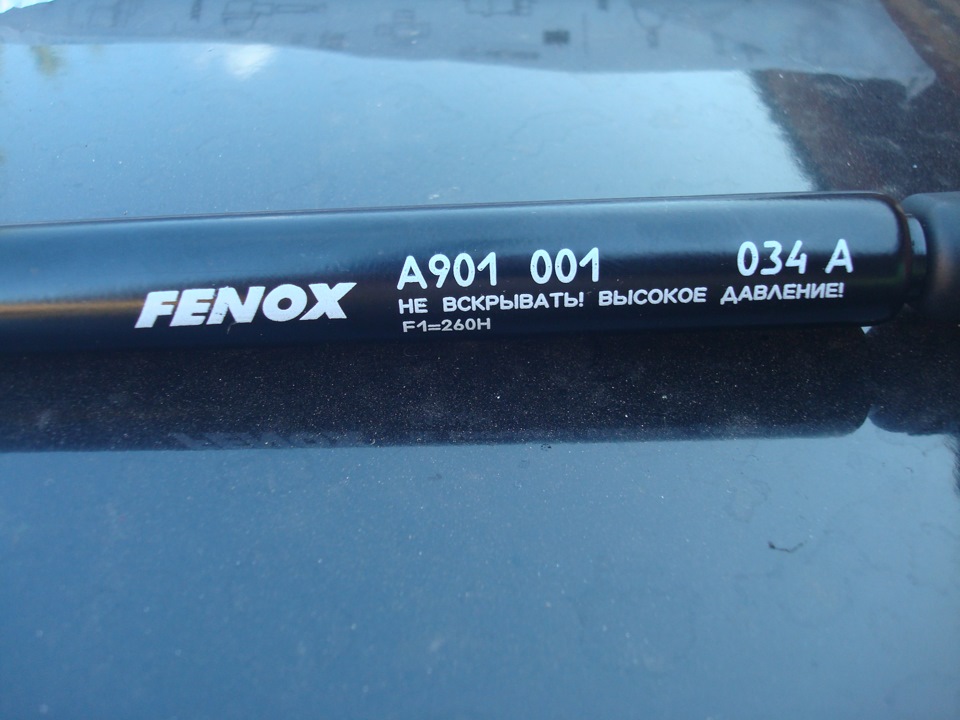 FENOX
A901 001 034 A
НЕ ВСКРЫВАТЬ! ВЫСОКОЕ ДАВЛЕНИЕ!
F1=260H